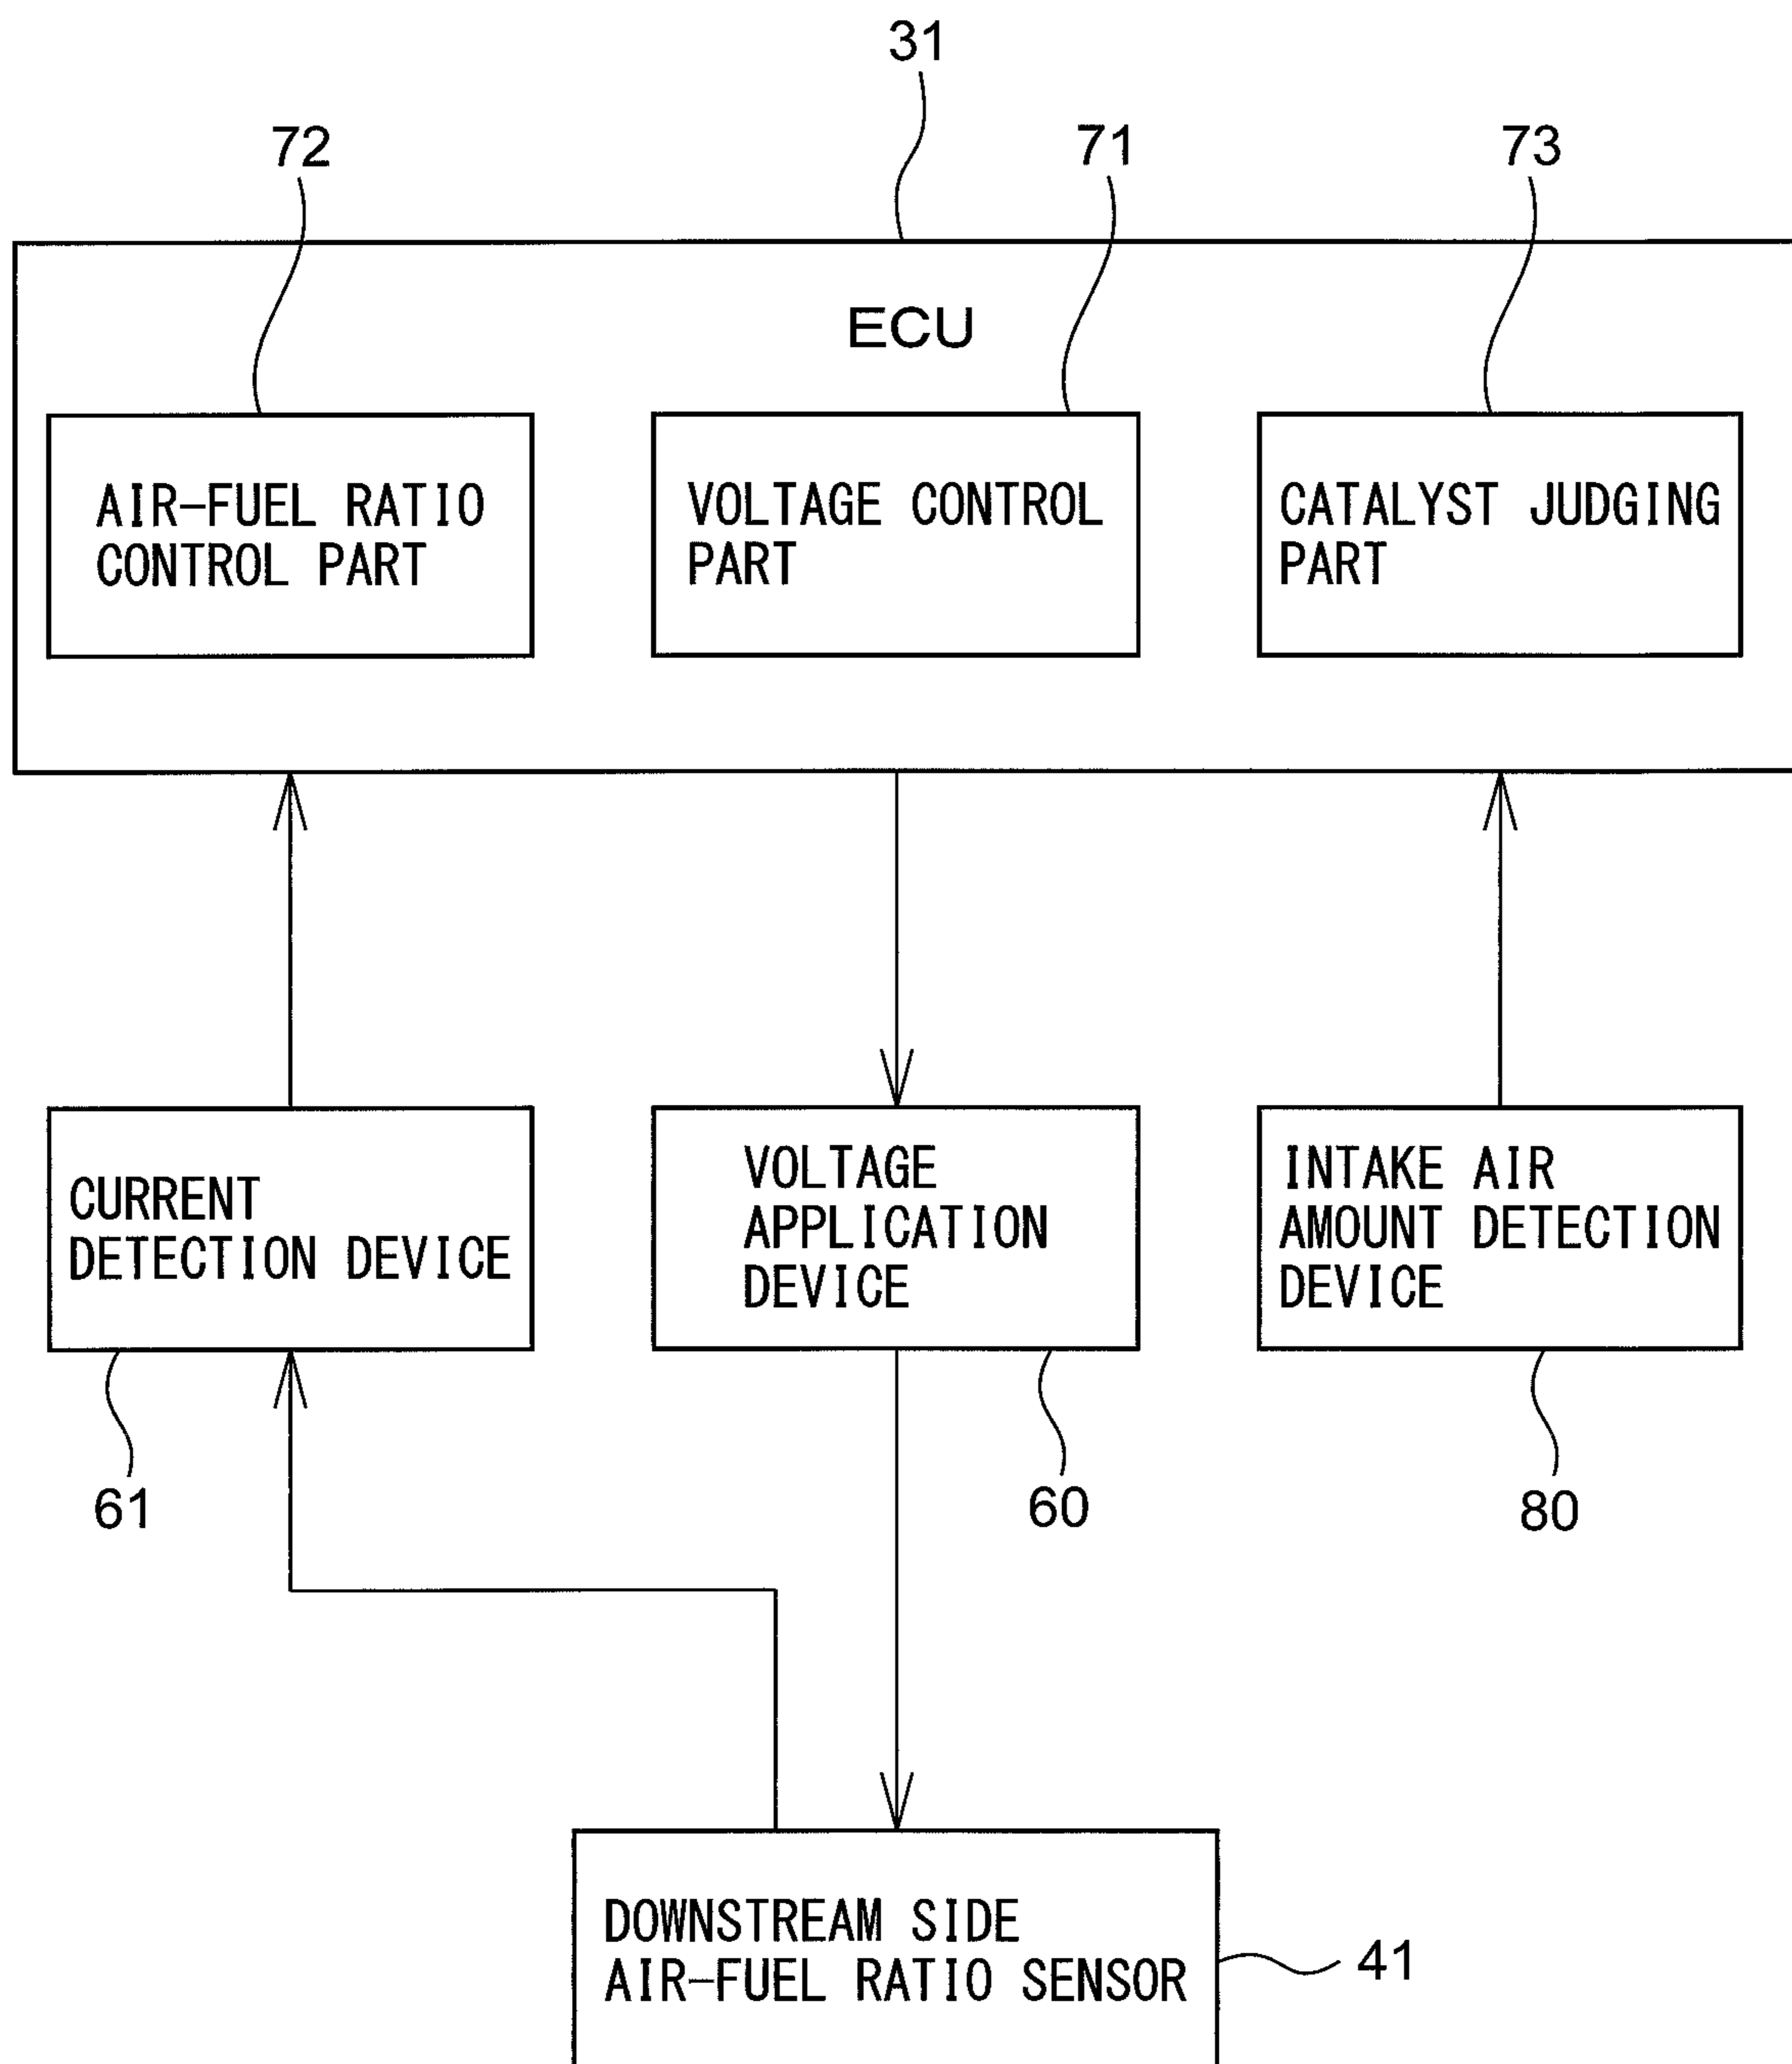 31
72
71
73
ECU
AIR-FUEL RATIO
CONTROL PART
VOLTAGE CONTROL
PART
CATALYST JUDGING
PART
CURRENT
DETECTION DEVICE
VOLTAGE
APPLICATION
DEVICE
INTAKE AIR
AMOUNT DETECTION
DEVICE
61
60
80
DOWNSTREAM SIDE
AIR-FUEL RATIO SENSOR
41